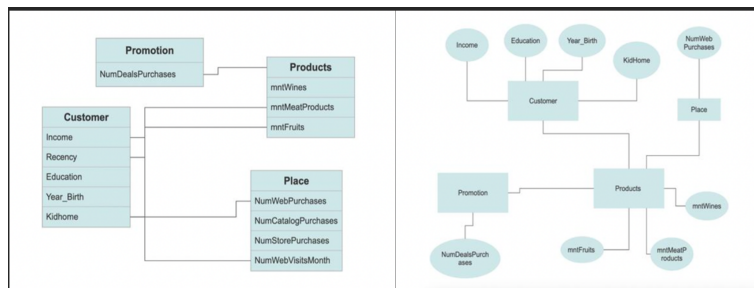 Promotion
NumDealsPurchases
Products
mntWines
mntMeatProducts
mntFruits
Customer
Income
Recency
Education
Year_Birth
Kidhome
Place
NumWebPurchases
NumCatalogPurchases
NumStorePurchases
NumWebVisitsMonth
Income
Education
Year_Birth
KidHome
NumWeb
Purchases
Customer
Place
Promotion
Products
mntWines
NumDealsPurch
ases
mntFruits
mntMeatP
roducts